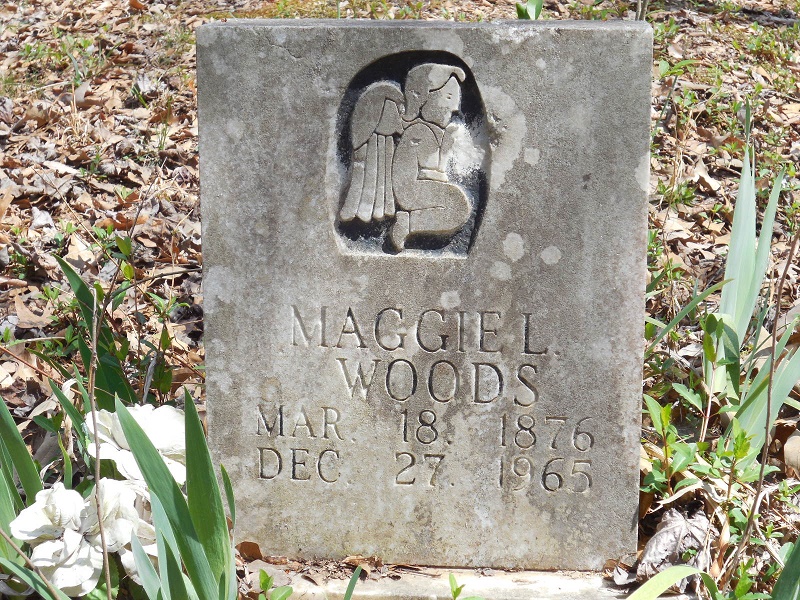 MAGGIE L.
WOODS
MAR. 18. 1876
DEC. 27. 1965